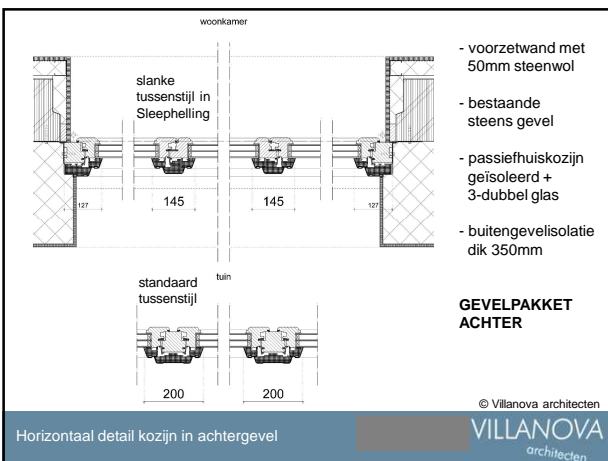 woonkamer
slanke
tussenstijl in
Sleephelling
127
145
145
127
tuin
standaard
tussenstijl
200
200
- voorzetwand met
50mm steenwol
- bestaande
steens gevel
- passiefhuiskozijn
geïsoleerd +
3-dubbel glas
- buitengevelisolatie
dik 350mm
GEVELPAKKET
ACHTER
© Villanova architecten
Horizontaal detail kozijn in achtergevel
VILLANOVA
architecten